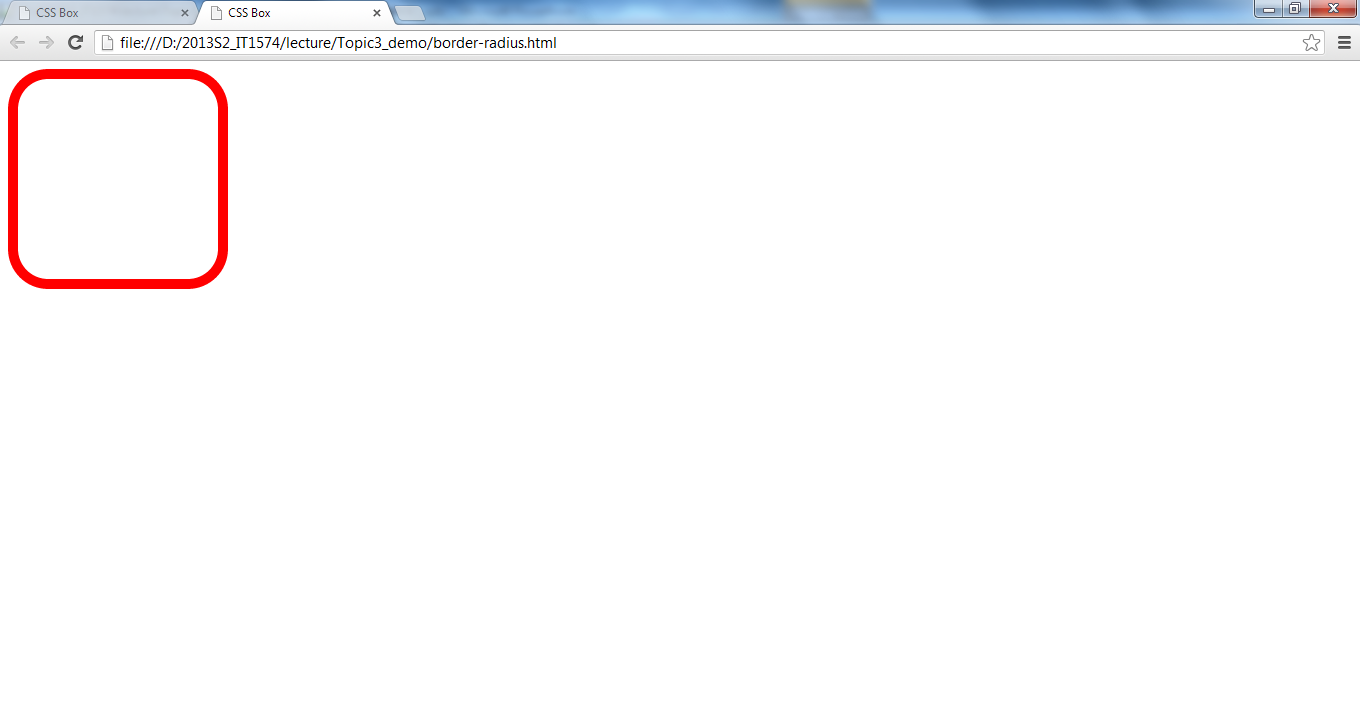 CSS Box
CSS Box
file:///D:/2013S2_IT1574/lecture/Topic3_demo/border-radius.html